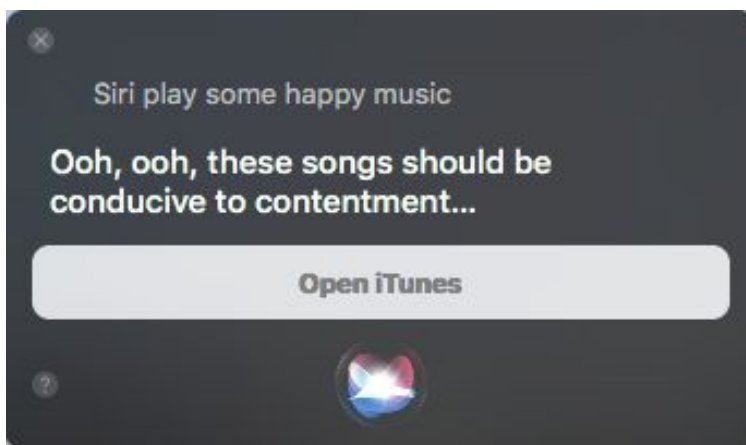 Siri play some happy music
Ooh, ooh, these songs should be
conducive to contentment...
Open iTunes
?